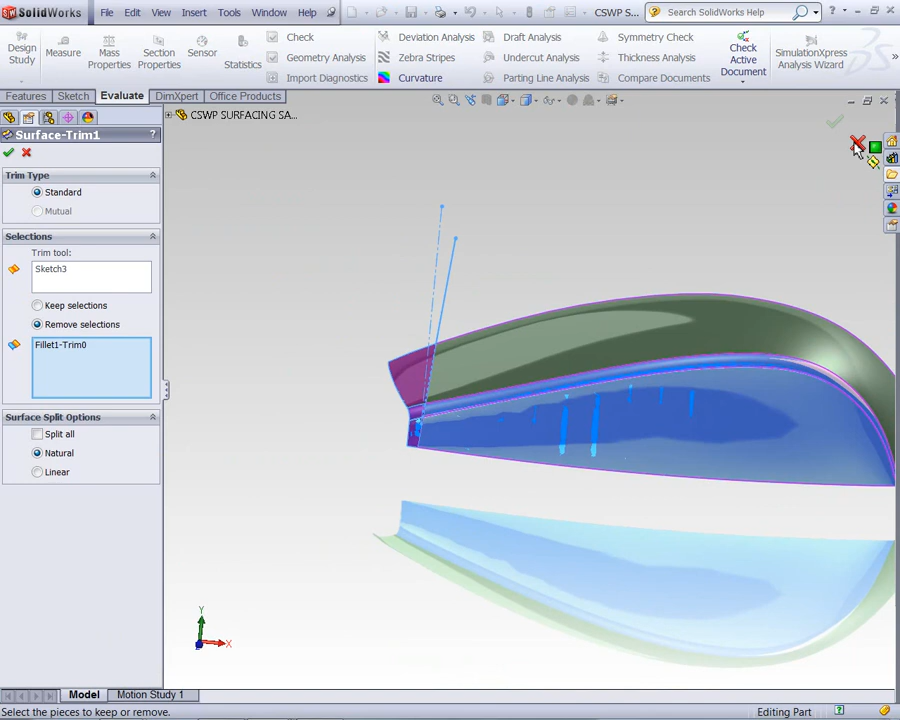 SolidWorks File Edit View Insert Tools Window Help CSWP S... Search SolidWorks Help
Design Study
Measure
Mass Properties
Section Properties
Sensor
Statistics
Check
Geometry Analysis
Import Diagnostics
Deviation Analysis
Zebra Stripes
Curvature
Draft Analysis
Undercut Analysis
Parting Line Analysis
Symmetry Check
Thickness Analysis
Compare Documents
Check Active Document
SimulationXpress Analysis Wizard
Features Sketch Evaluate DimXpert Office Products
CSWP SURFACING SA...
Surface-Trim1 ?
Trim Type
Standard
Mutual
Selections
Trim tool:
Sketch3
Keep selections
Remove selections
Fillet1-Trim0
Surface Split Options
Split all
Natural
Linear
Y
X
Model Motion Study 1
Select the pieces to keep or remove. Editing Part